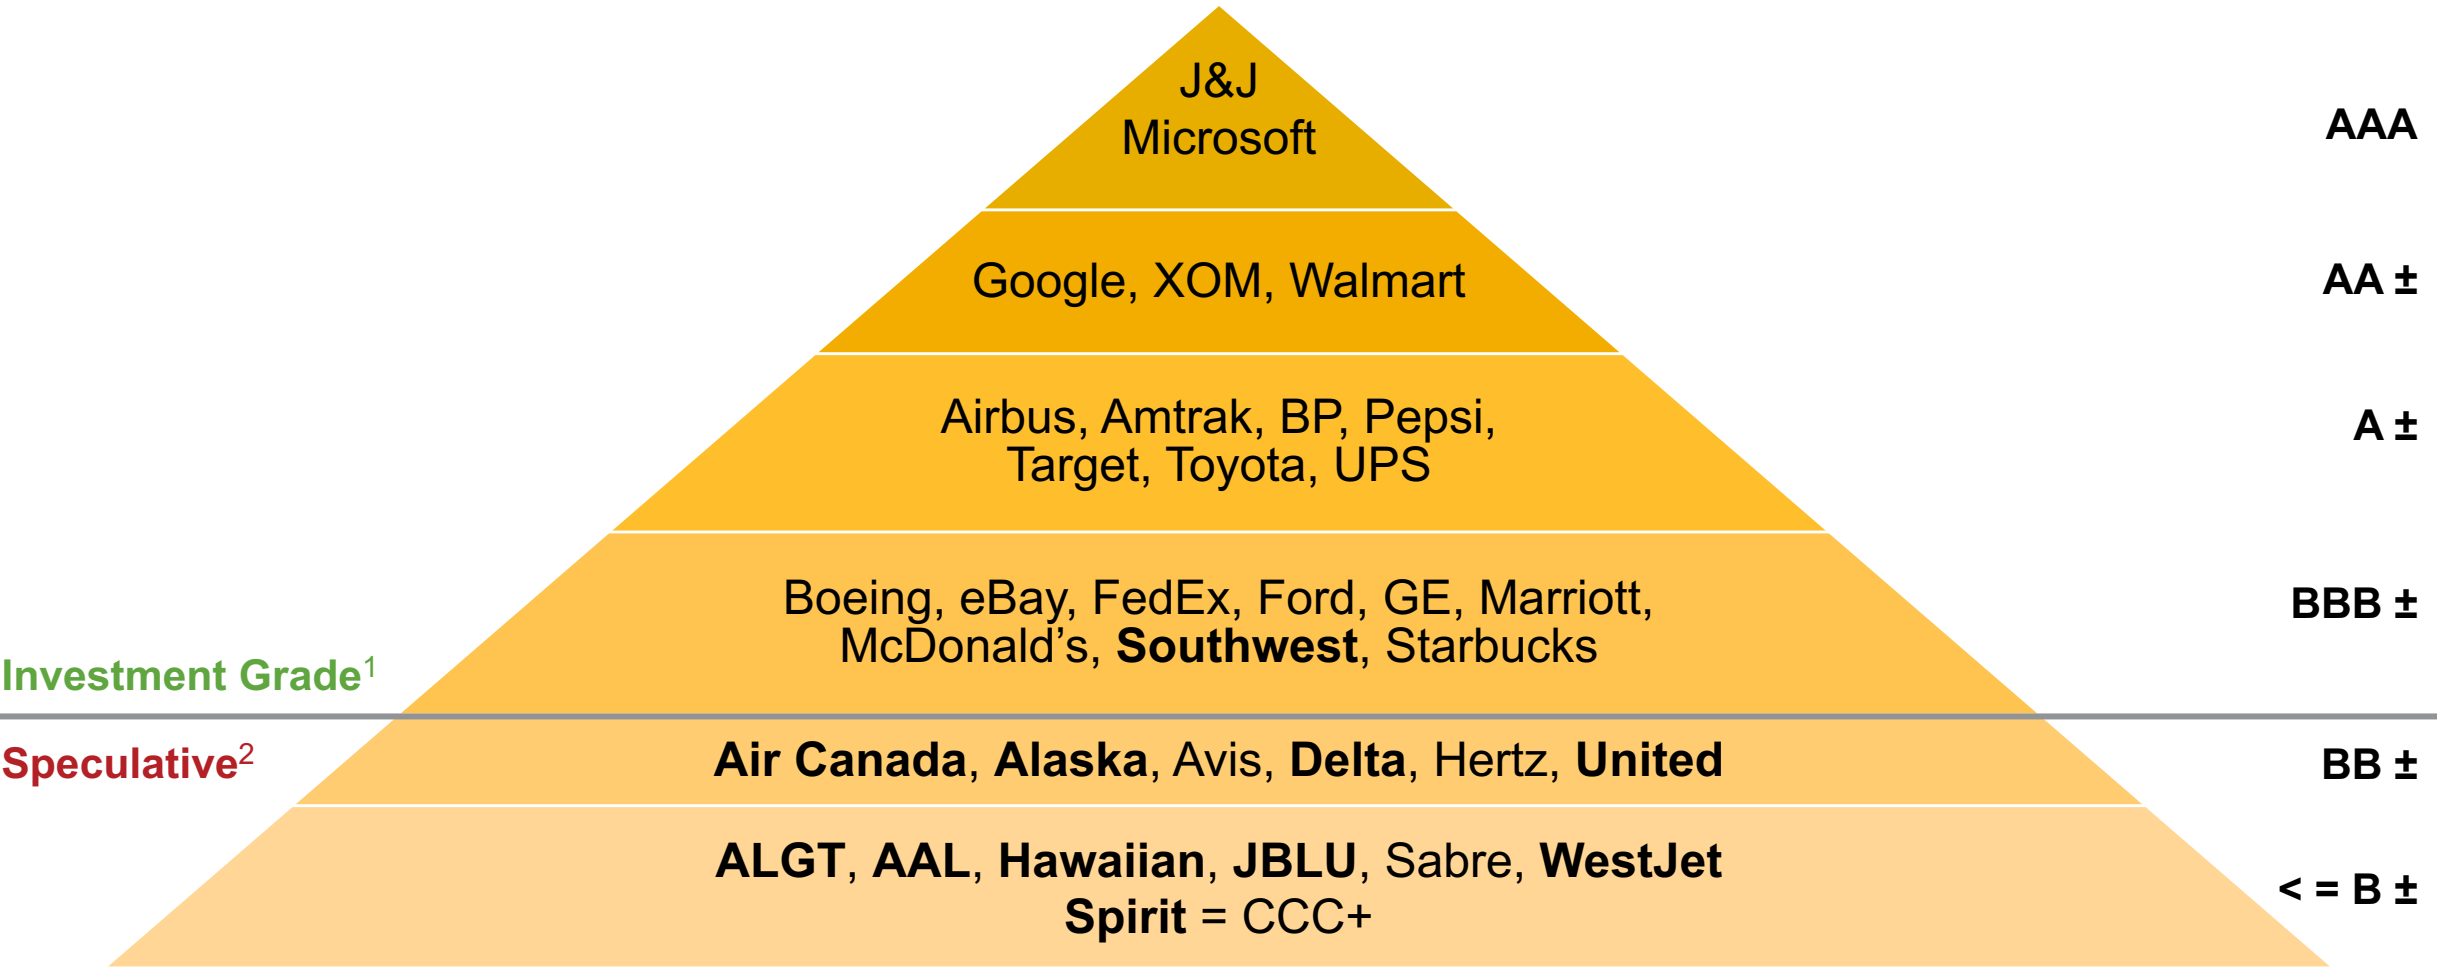 J&J
Microsoft
AAA
Google, XOM, Walmart
AA ±
Airbus, Amtrak, BP, Pepsi,
Target, Toyota, UPS
A ±
Boeing, eBay, FedEx, Ford, GE, Marriott,
McDonald’s, Southwest, Starbucks
BBB ±
Investment Grade¹
Speculative²
Air Canada, Alaska, Avis, Delta, Hertz, United
BB ±
ALGT, AAL, Hawaiian, JBLU, Sabre, WestJet
Spirit = CCC+
< = B ±